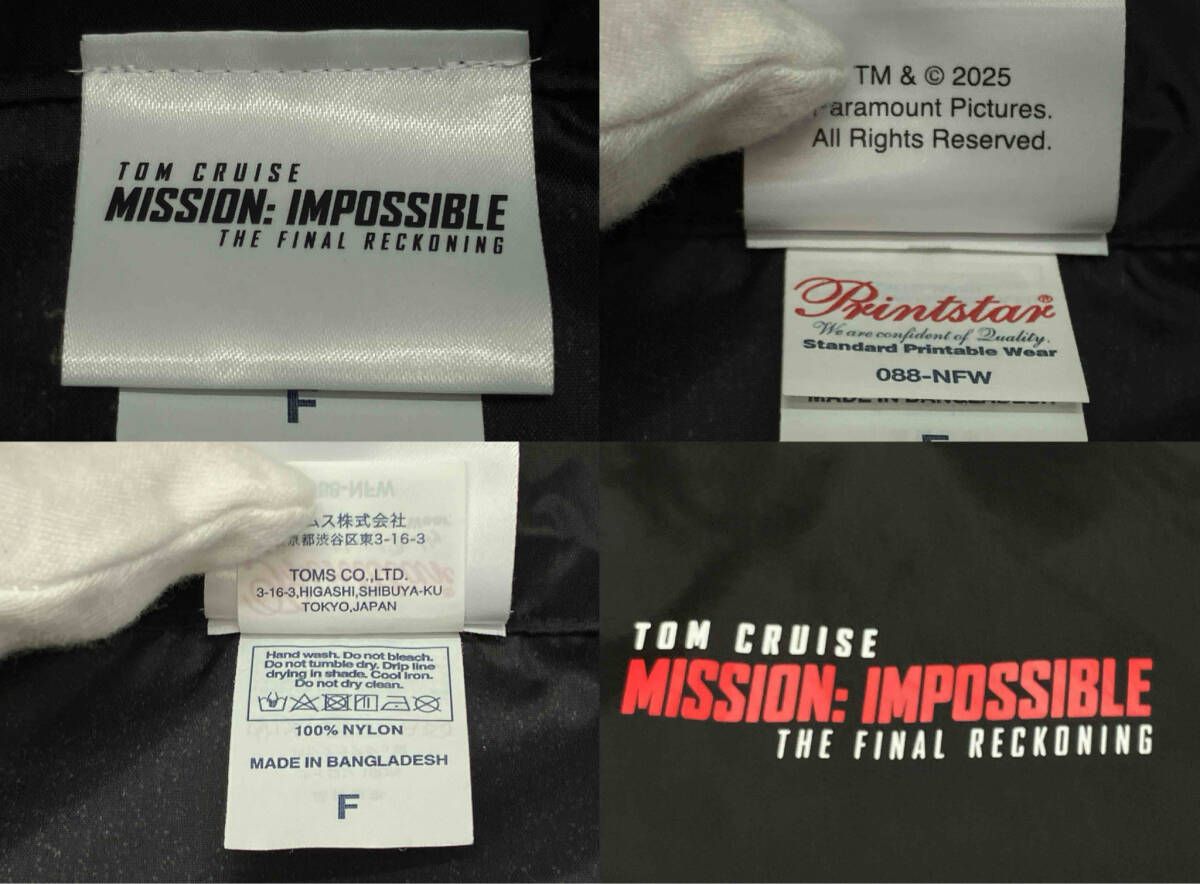 TOM CRUISE
MISSION: IMPOSSIBLE
THE FINAL RECKONING
F
TM & © 2025
Paramount Pictures.
All Rights Reserved.
Printstar®
We are confident of Quality.
Standard Printable Wear
088-NFW
MADE IN BANGLADESH
ムス株式会社
京都渋谷区東3-16-3
TOMS CO.,LTD.
3-16-3,HIGASHI,SHIBUYA-KU
TOKYO,JAPAN
Hand wash. Do not bleach.
Do not tumble dry. Drip line
drying in shade. Cool Iron.
Do not dry clean.
100% NYLON
MADE IN BANGLADESH
F
TOM CRUISE
MISSION: IMPOSSIBLE
THE FINAL RECKONING